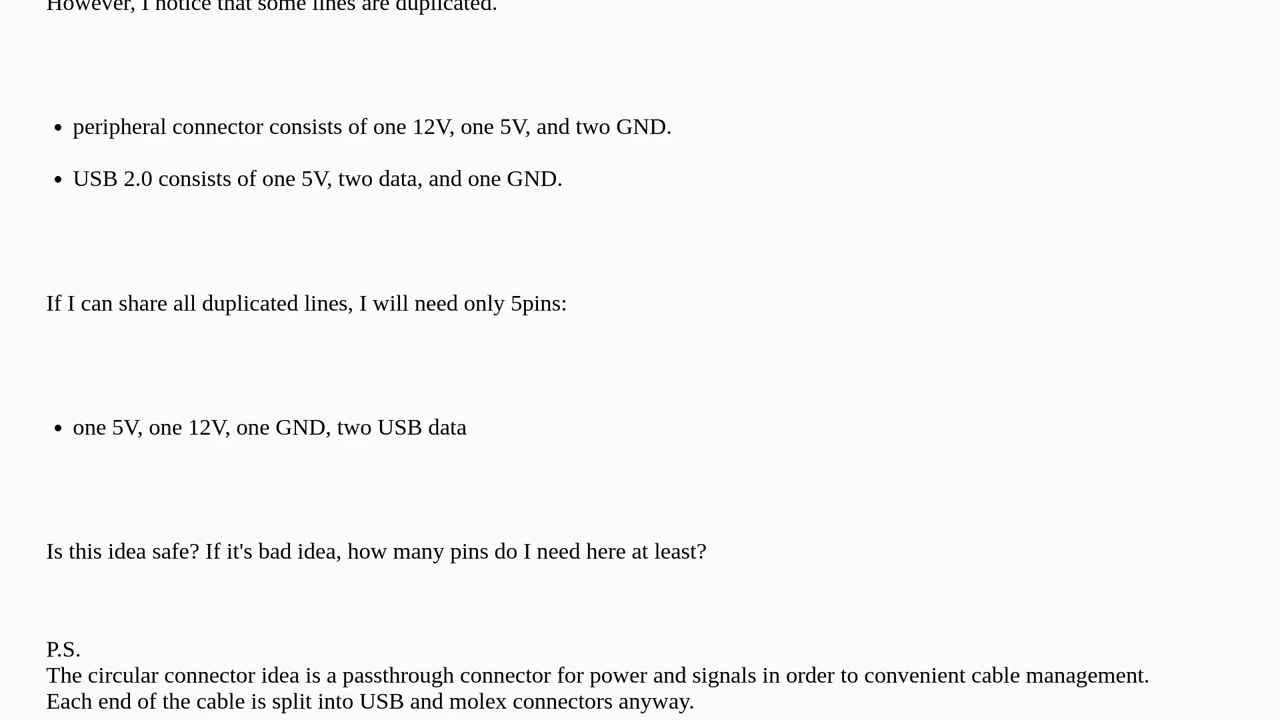 However, I notice that some lines are duplicated.
• peripheral connector consists of one 12V, one 5V, and two GND.
• USB 2.0 consists of one 5V, two data, and one GND.
If I can share all duplicated lines, I will need only 5pins:
• one 5V, one 12V, one GND, two USB data
Is this idea safe? If it's bad idea, how many pins do I need here at least?
P.S.
The circular connector idea is a passthrough connector for power and signals in order to convenient cable management.
Each end of the cable is split into USB and molex connectors anyway.